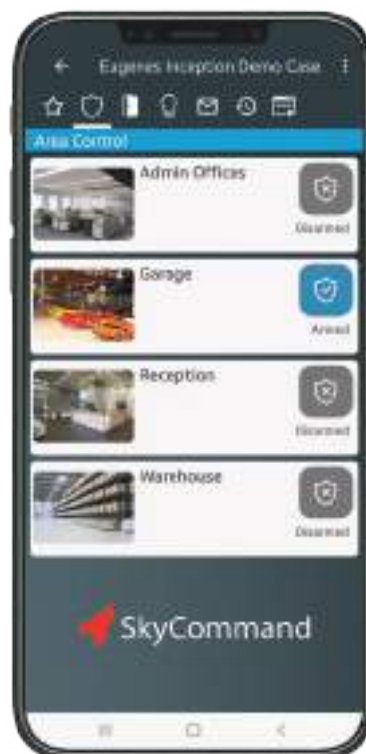 Eugenes Inception Demo Case
Area Control
Admin Offices
Disarmed
Garage
Armed
Reception
Disarmed
Warehouse
Disarmed
SkyCommand